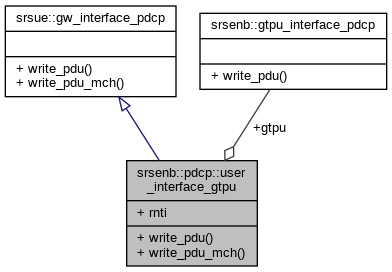 srsue::gw_interface_pdcp
+ write_pdu()
+ write_pdu_mch()
srsenb::gtpu_interface_pdcp
+ write_pdu()
+gtpu
srsenb::pdcp::user
_interface_gtpu
+ rnti
+ write_pdu()
+ write_pdu_mch()